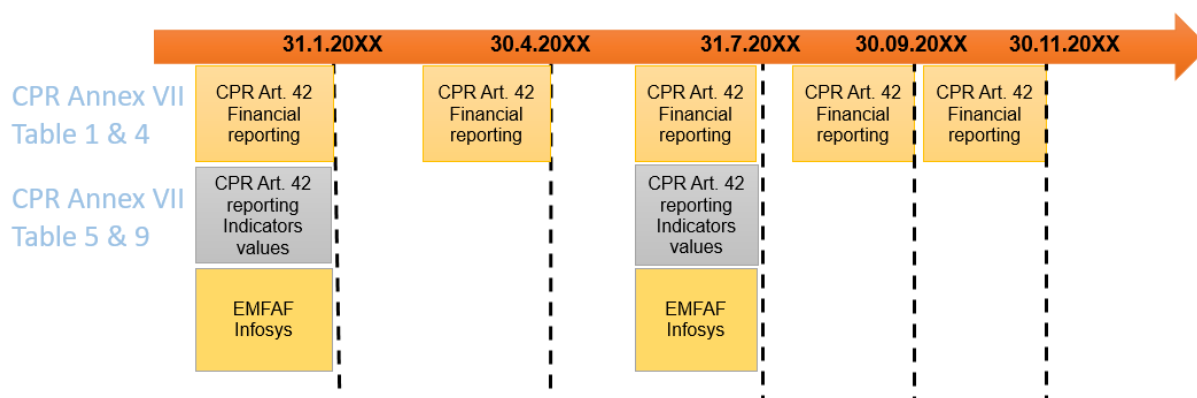 31.1.20XX
30.4.20XX
31.7.20XX
30.09.20XX
30.11.20XX
CPR Annex VII
Table 1 & 4
CPR Art. 42
Financial
reporting
CPR Art. 42
Financial
reporting
CPR Art. 42
Financial
reporting
CPR Art. 42
Financial
reporting
CPR Art. 42
Financial
reporting
CPR Annex VII
Table 5 & 9
CPR Art. 42
reporting
Indicators
values
CPR Art. 42
reporting
Indicators
values
EMFAF
Infosys
EMFAF
Infosys